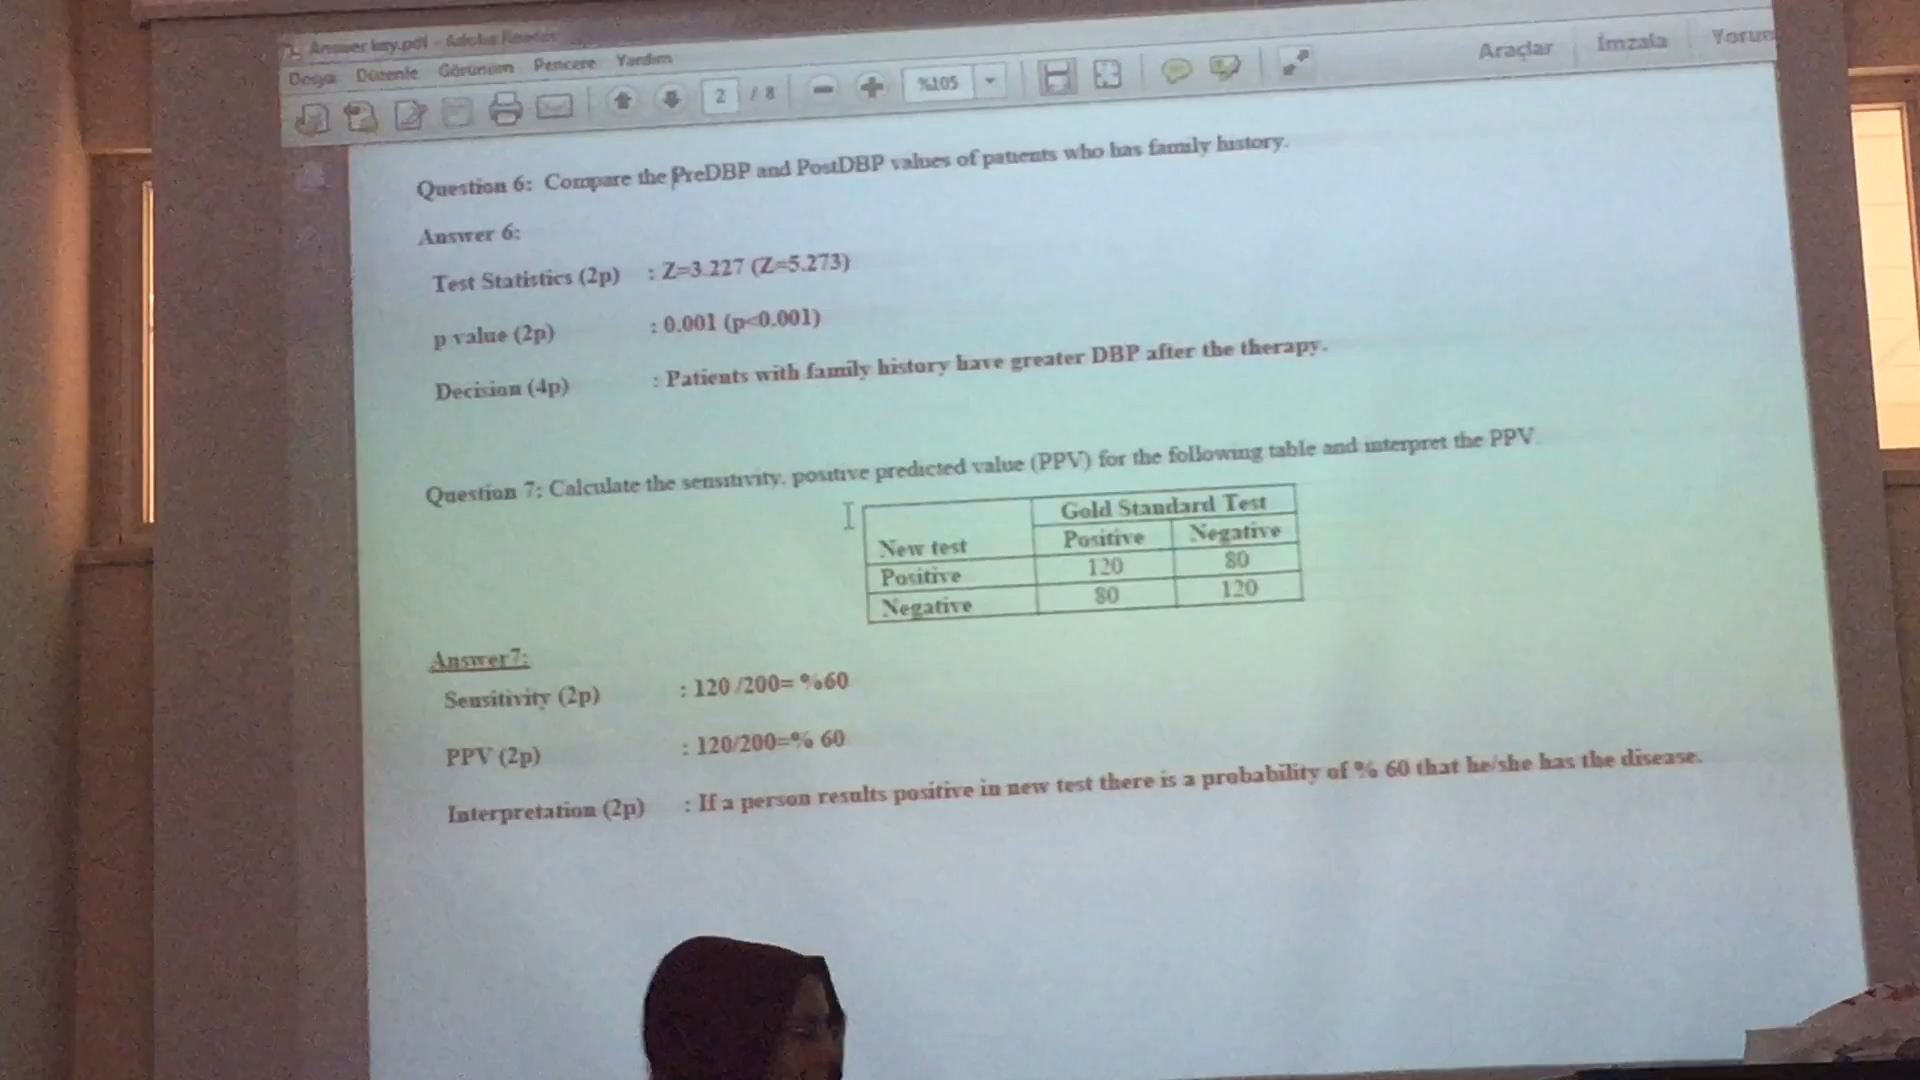 Answer key.pdf - Adobe Reader
Dosya Düzenle Görünüm Pencere Yardım
2 / 8 %105 Araçlar İmzala Yorum
Question 6: Compare the PreDBP and PostDBP values of patients who has family history.
Answer 6:
Test Statistics (2p) : Z=3.227 (Z=5.273)
p value (2p) : 0.001 (p<0.001)
Decision (4p) : Patients with family history have greater DBP after the therapy.
Question 7: Calculate the sensitivity, positive predicted value (PPV) for the following table and interpret the PPV.
Gold Standard Test
New test Positive Negative
Positive 120 80
Negative 80 120
Answer7:
Sensitivity (2p) : 120 /200= %60
PPV (2p) : 120/200=% 60
Interpretation (2p) : If a person results positive in new test there is a probability of % 60 that he/she has the disease.